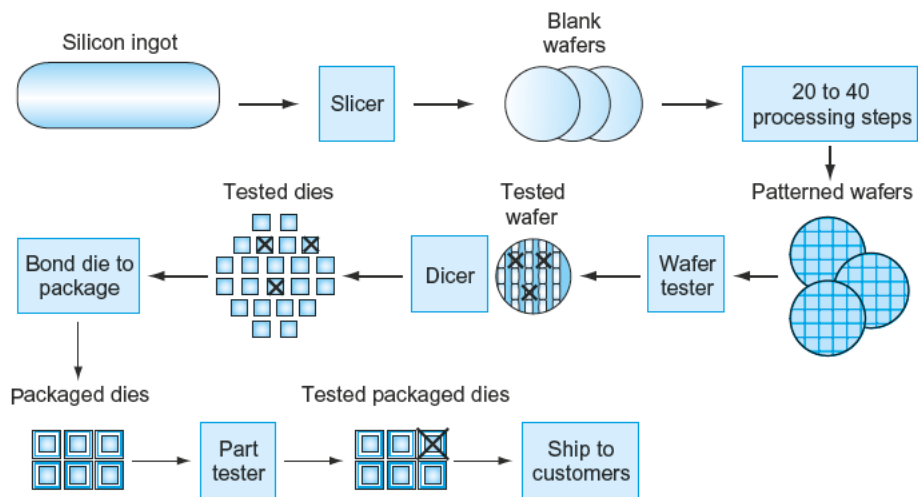 Silicon ingot
Slicer
Blank
wafers
20 to 40
processing steps
Patterned wafers
Wafer
tester
Tested
wafer
Dicer
Tested dies
Bond die to
package
Packaged dies
Part
tester
Tested packaged dies
Ship to
customers